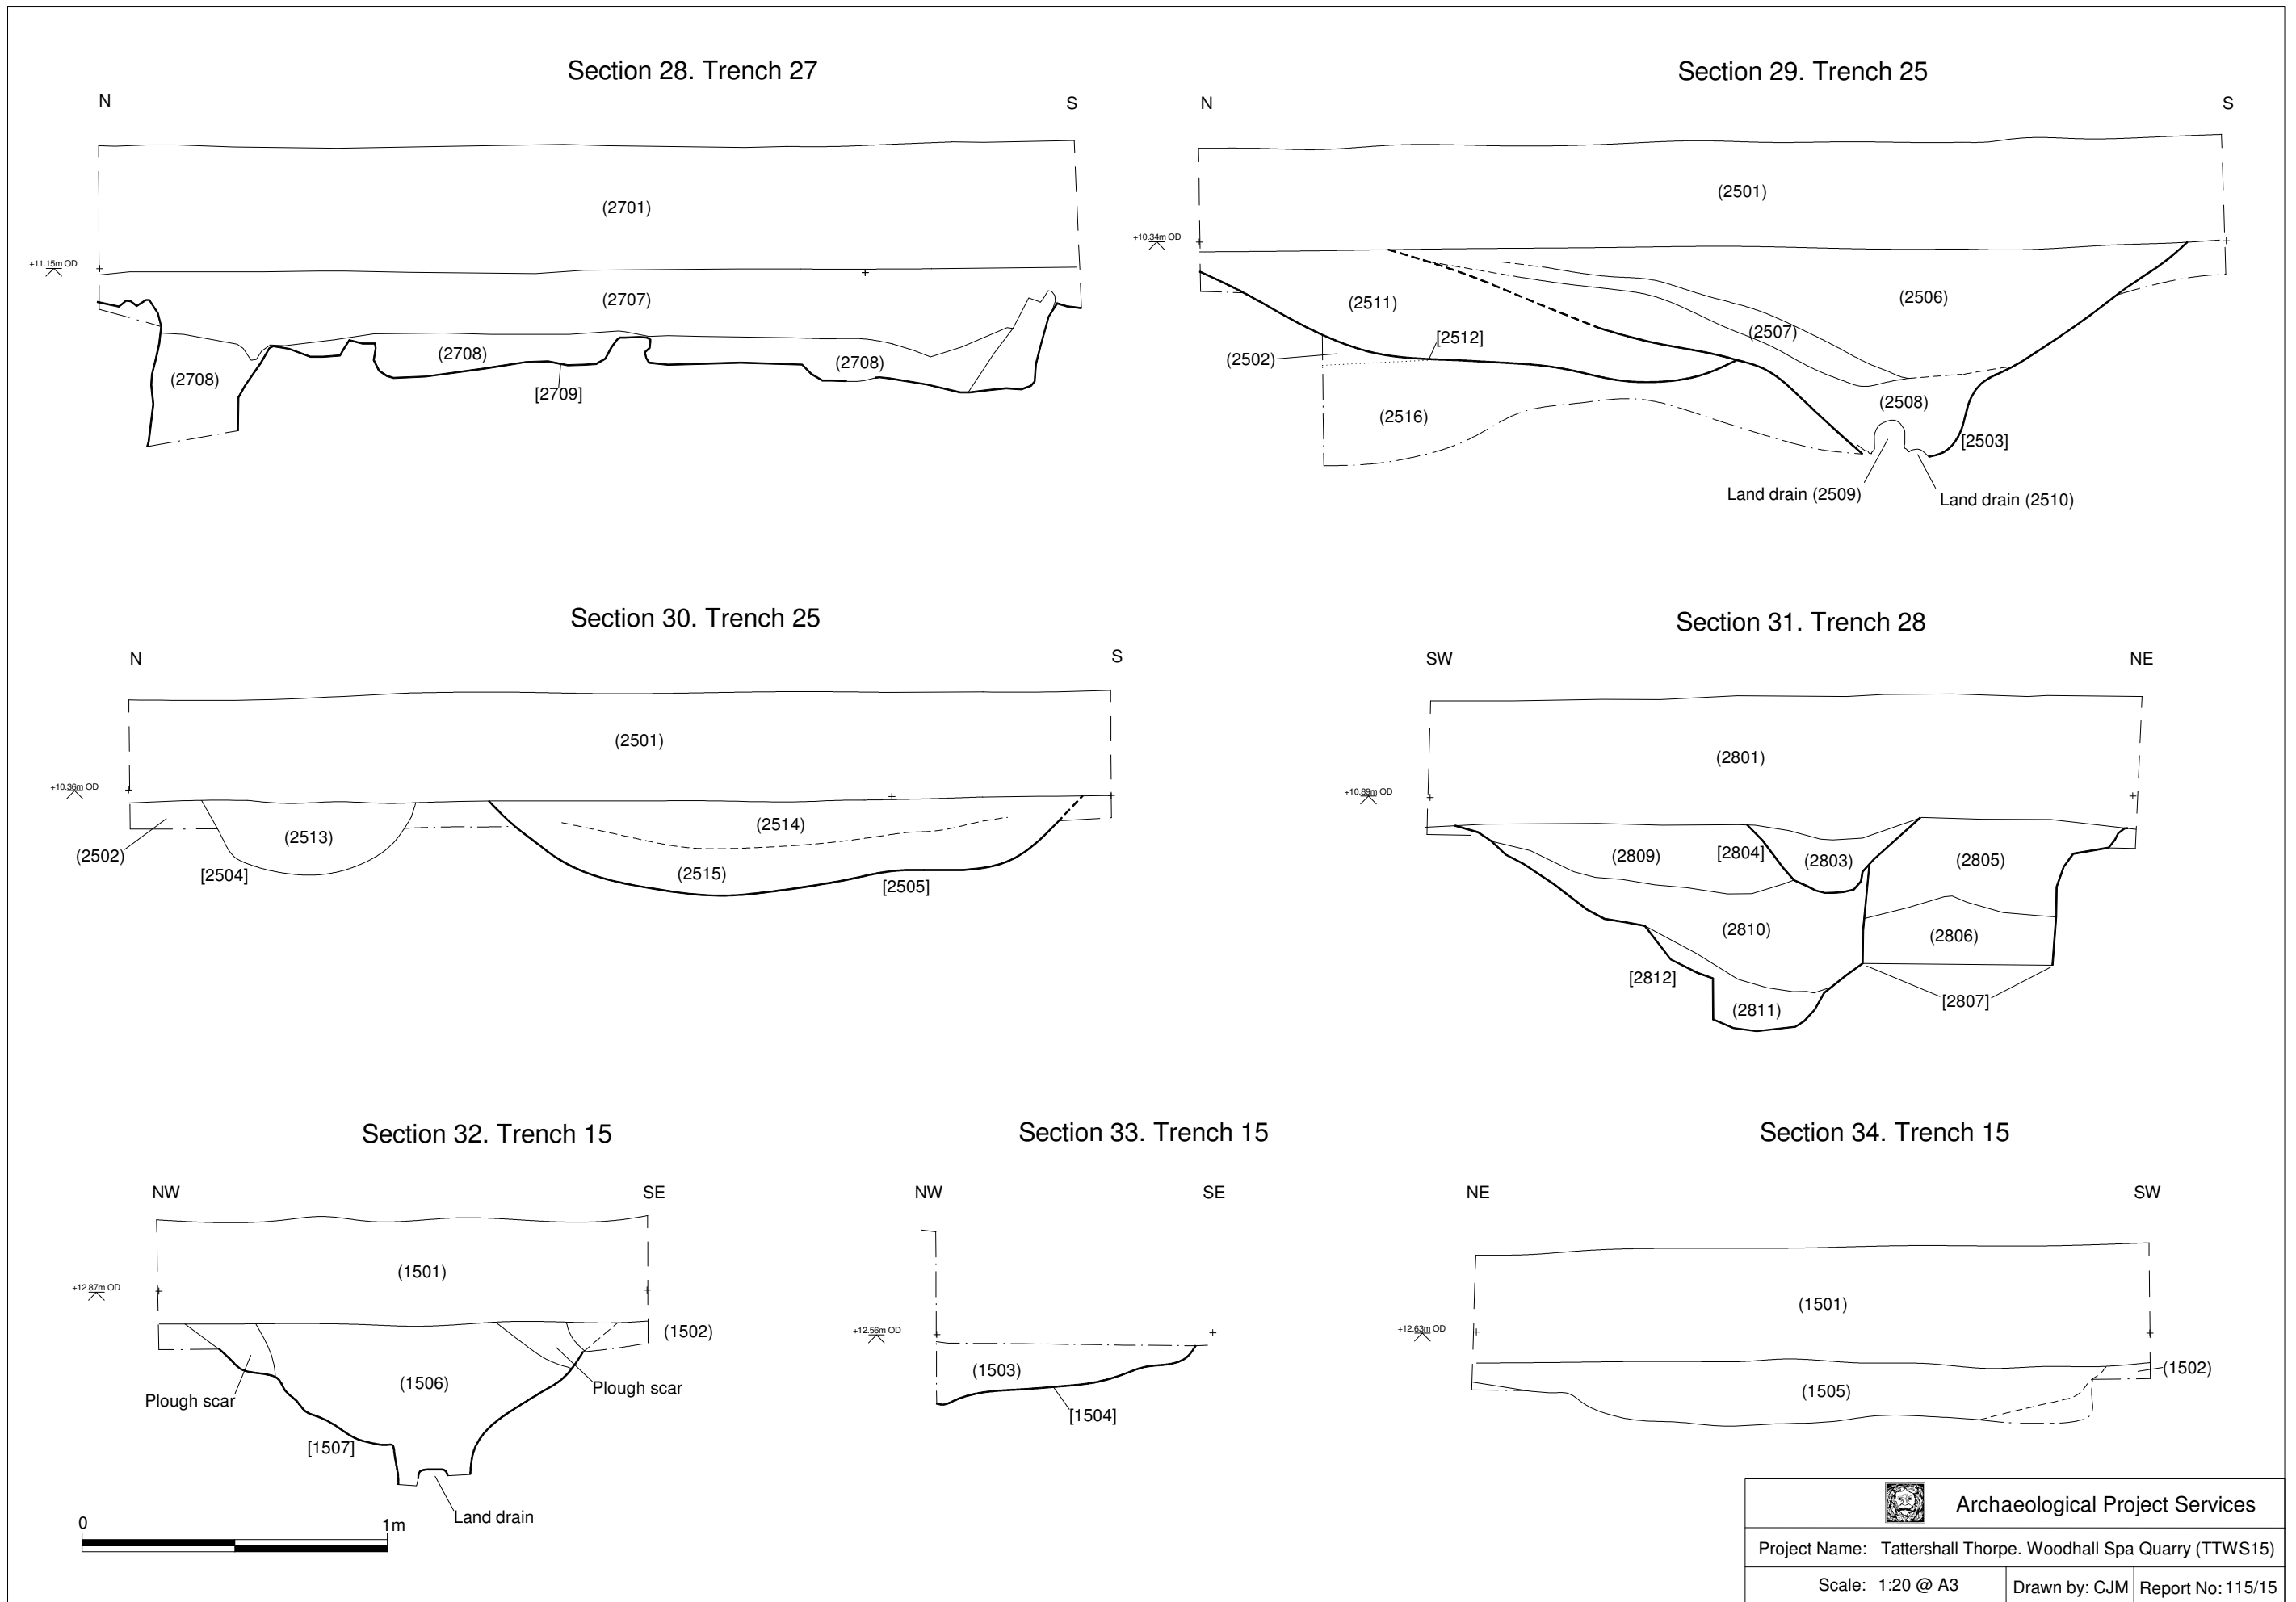 Section 28. Trench 27
N
S
(2701)
+11.15m OD
(2707)
(2708)
(2708)
(2708)
[2709]
Section 29. Trench 25
N
S
(2501)
+10.34m OD
(2511)
(2506)
(2507)
[2512]
(2502)
(2508)
(2516)
[2503]
Land drain (2509)
Land drain (2510)
Section 30. Trench 25
N
S
(2501)
+10.36m OD
(2513)
(2514)
(2502)
[2504]
(2515)
[2505]
Section 31. Trench 28
SW
NE
(2801)
+10.89m OD
(2809)
[2804]
(2803)
(2805)
(2810)
(2806)
[2812]
(2811)
[2807]
Section 32. Trench 15
NW
SE
(1501)
+12.87m OD
(1502)
(1506)
Plough scar
Plough scar
[1507]
Land drain
Section 33. Trench 15
NW
SE
+12.56m OD
(1503)
[1504]
Section 34. Trench 15
NE
SW
(1501)
+12.63m OD
(1502)
(1505)
0
1m
Archaeological Project Services
Project Name: Tattershall Thorpe. Woodhall Spa Quarry (TTWS15)
Scale: 1:20 @ A3
Drawn by: CJM
Report No: 115/15